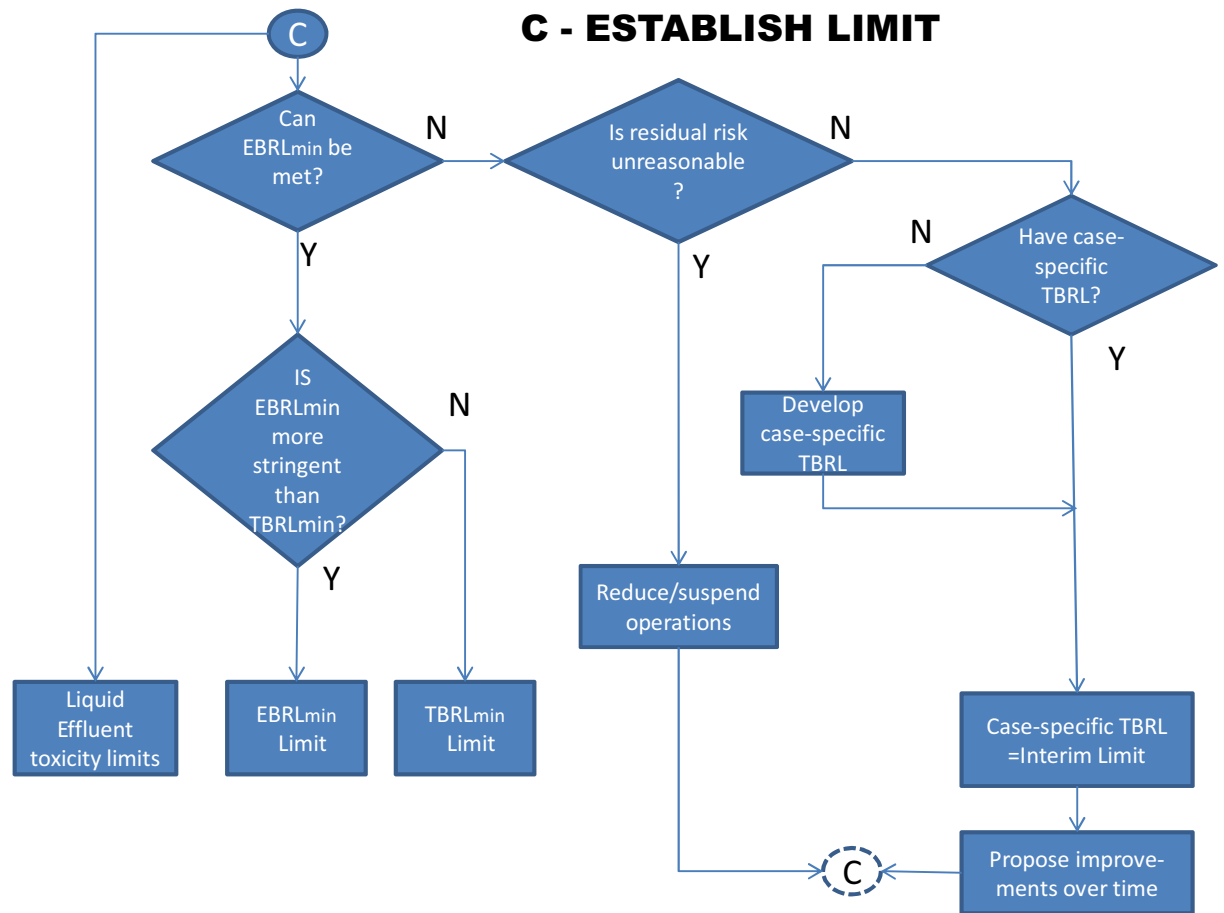 C - ESTABLISH LIMIT
C
Can
EBRLmin be
met?
N
Is residual risk
unreasonable
?
N
Y
Y
N
Have case-
specific
TBRL?
Y
IS
EBRLmin
more
stringent
than
TBRLmin?
N
Y
Develop
case-specific
TBRL
Reduce/suspend
operations
Liquid
Effluent
toxicity limits
EBRLmin
Limit
TBRLmin
Limit
Case-specific TBRL
=Interim Limit
C
Propose improve-
ments over time